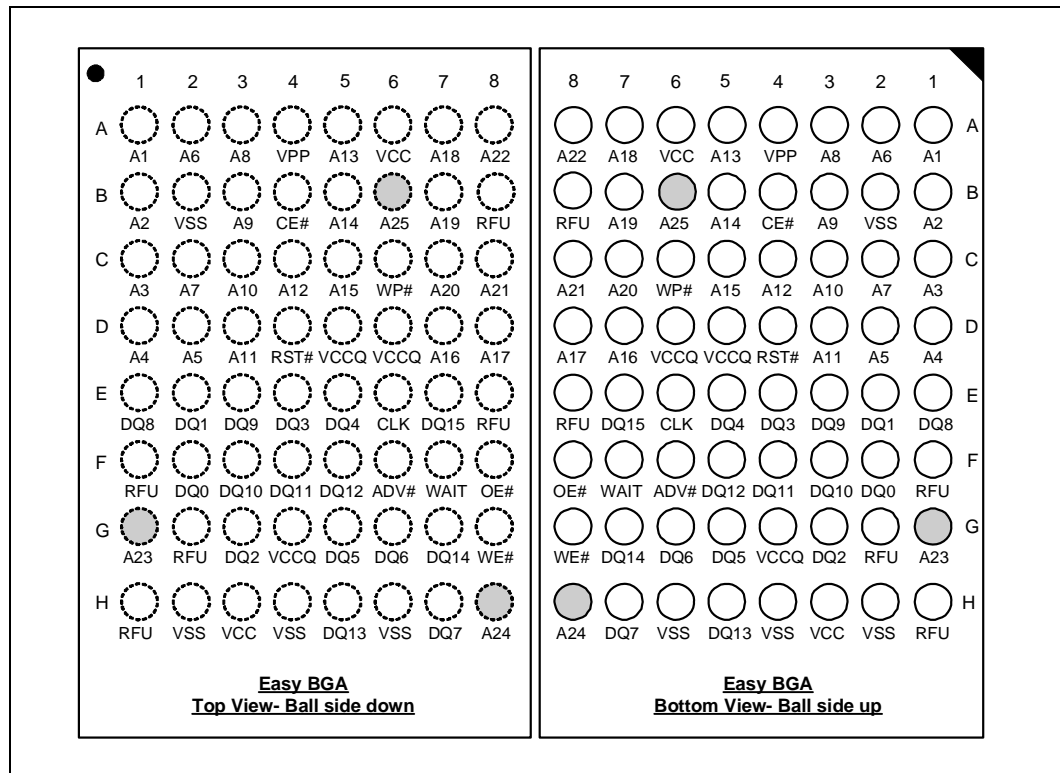 1 2 3 4 5 6 7 8
A
A1 A6 A8 VPP A13 VCC A18 A22
B
A2 VSS A9 CE# A14 A25 A19 RFU
C
A3 A7 A10 A12 A15 WP# A20 A21
D
A4 A5 A11 RST# VCCQ VCCQ A16 A17
E
DQ8 DQ1 DQ9 DQ3 DQ4 CLK DQ15 RFU
F
RFU DQ0 DQ10 DQ11 DQ12 ADV# WAIT OE#
G
A23 RFU DQ2 VCCQ DQ5 DQ6 DQ14 WE#
H
RFU VSS VCC VSS DQ13 VSS DQ7 A24
Easy BGA
Top View- Ball side down
8 7 6 5 4 3 2 1
A
A22 A18 VCC A13 VPP A8 A6 A1
B
RFU A19 A25 A14 CE# A9 VSS A2
C
A21 A20 WP# A15 A12 A10 A7 A3
D
A17 A16 VCCQ VCCQ RST# A11 A5 A4
E
RFU DQ15 CLK DQ4 DQ3 DQ9 DQ1 DQ8
F
OE# WAIT ADV# DQ12 DQ11 DQ10 DQ0 RFU
G
WE# DQ14 DQ6 DQ5 VCCQ DQ2 RFU A23
H
A24 DQ7 VSS DQ13 VSS VCC VSS RFU
Easy BGA
Bottom View- Ball side up